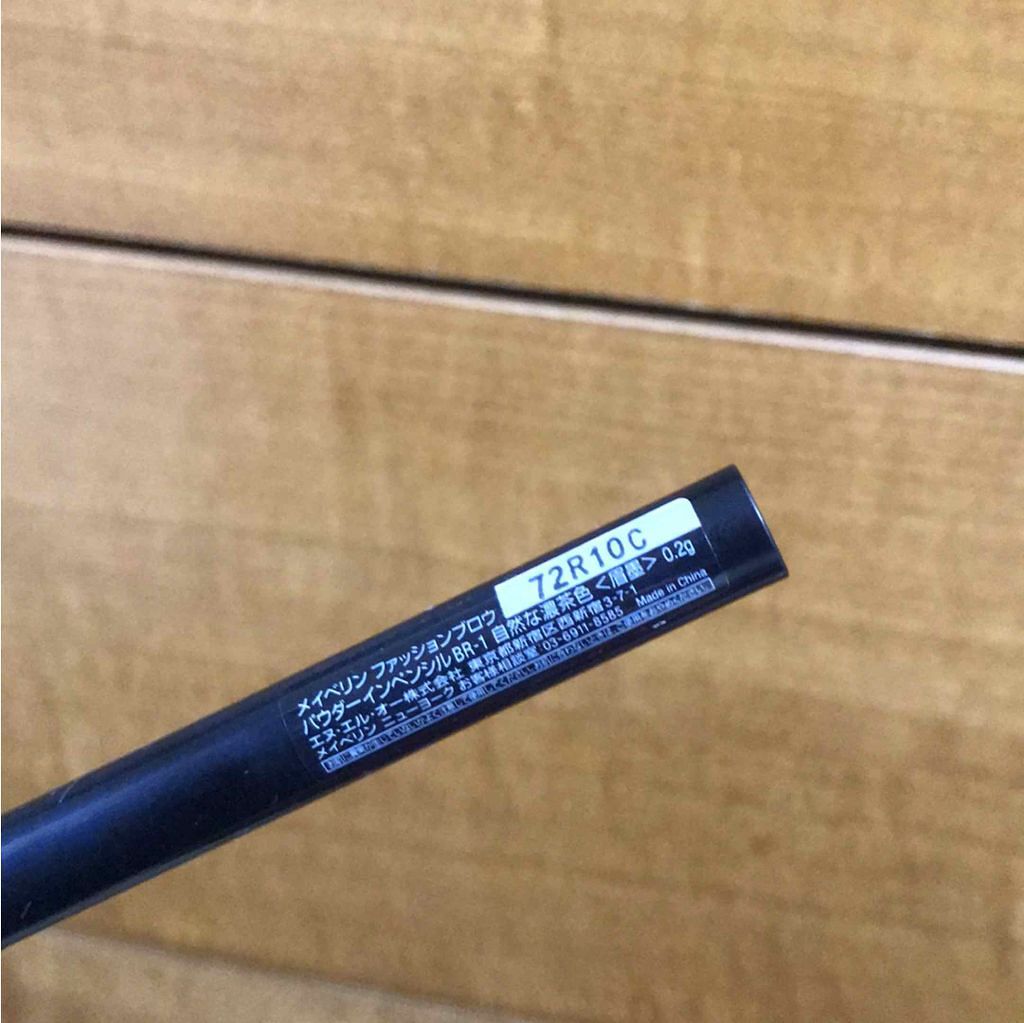 72R10C
メイベリン ファッションブロウ
パウダーインペンシル BR-1 自然な濃茶色 <眉墨> 0.2g
エヌ・エル・オー株式会社 東京都新宿区西新宿3-7-1
メイベリン ニューヨーク お客様相談室 03-6911-8585 Made in China